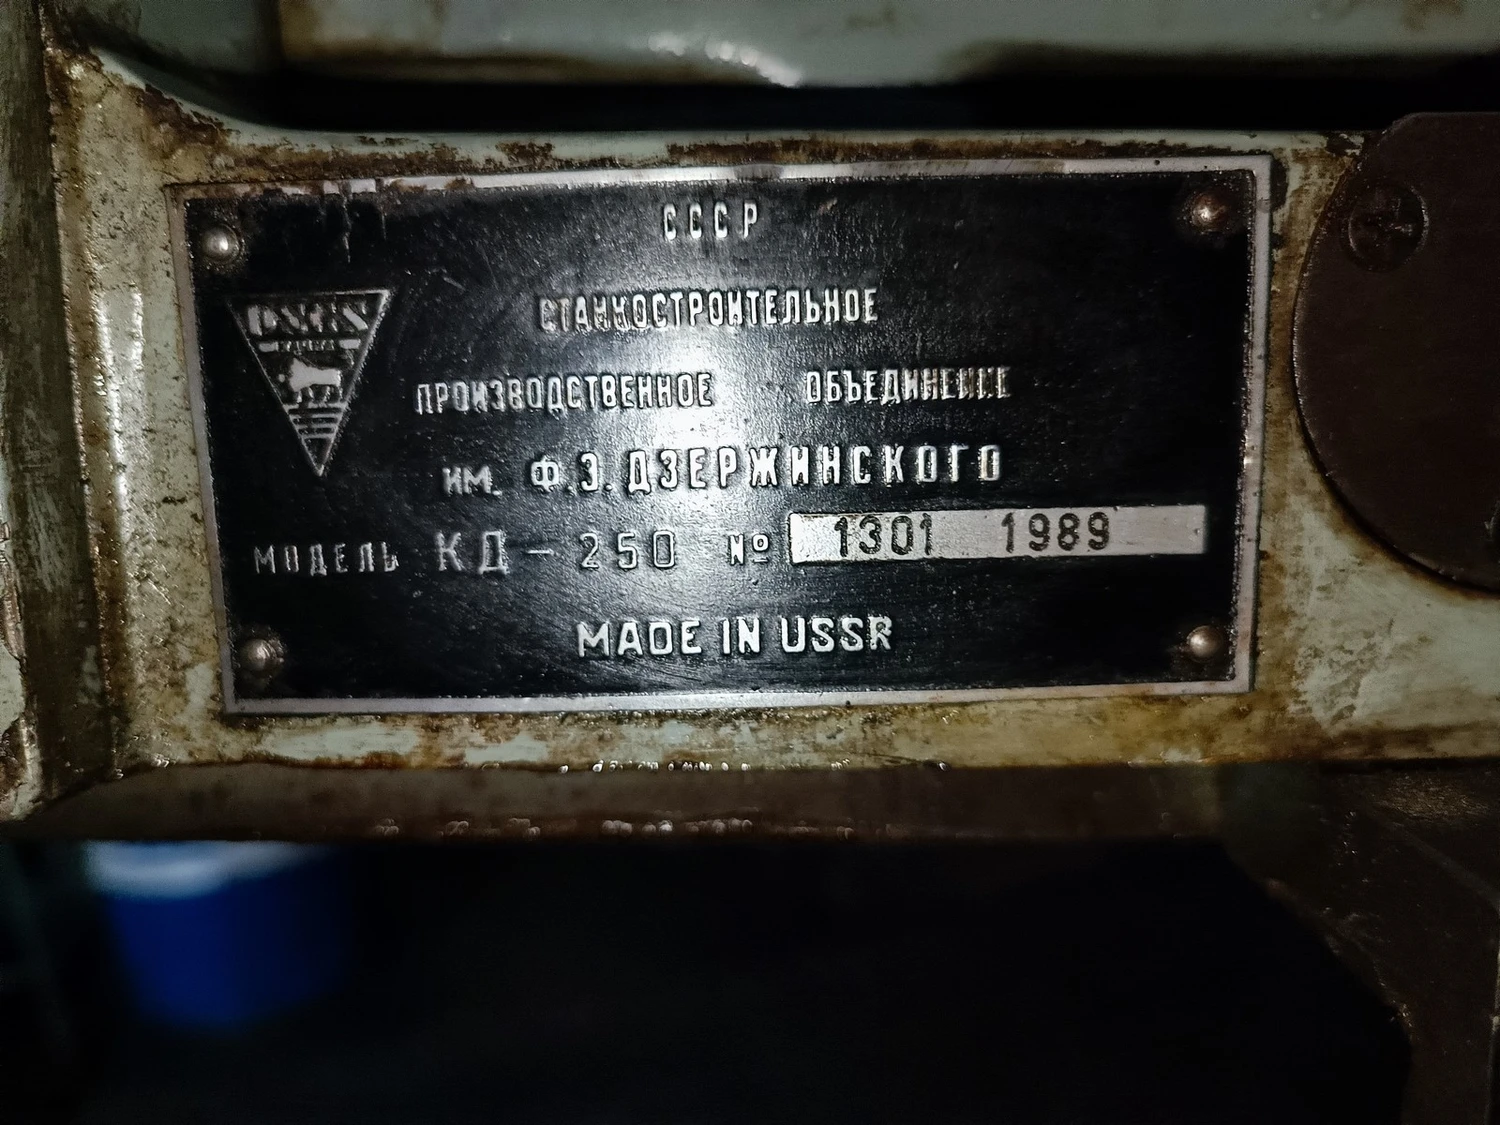 СССР
СТАНКОСТРОИТЕЛЬНОЕ
ПРОИЗВОДСТВЕННОЕ ОБЪЕДИНЕНИЕ
ИМ. Ф.Э.ДЗЕРЖИНСКОГО
МОДЕЛЬ КД-250 № 1301 1989
MADE IN USSR